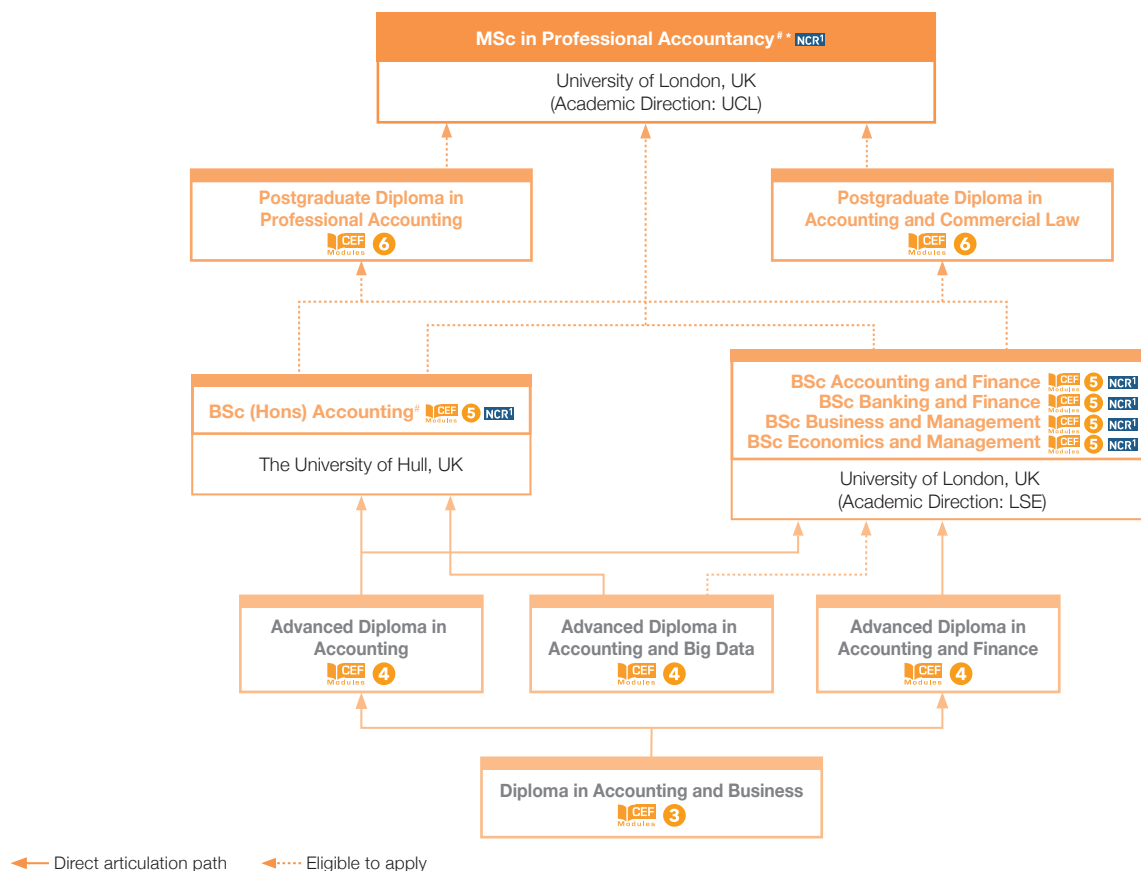 MSc in Professional Accountancy # * NCR1
University of London, UK
(Academic Direction: UCL)
Postgraduate Diploma in
Professional Accounting
CEF Modules 6
Postgraduate Diploma in
Accounting and Commercial Law
CEF Modules 6
BSc (Hons) Accounting# CEF Modules 5 NCR1
The University of Hull, UK
BSc Accounting and Finance CEF Modules 5 NCR1
BSc Banking and Finance CEF Modules 5 NCR1
BSc Business and Management CEF Modules 5 NCR1
BSc Economics and Management CEF Modules 5 NCR1
University of London, UK
(Academic Direction: LSE)
Advanced Diploma in
Accounting
CEF Modules 4
Advanced Diploma in
Accounting and Big Data
CEF Modules 4
Advanced Diploma in
Accounting and Finance
CEF Modules 4
Diploma in Accounting and Business
CEF Modules 3
Direct articulation path
Eligible to apply